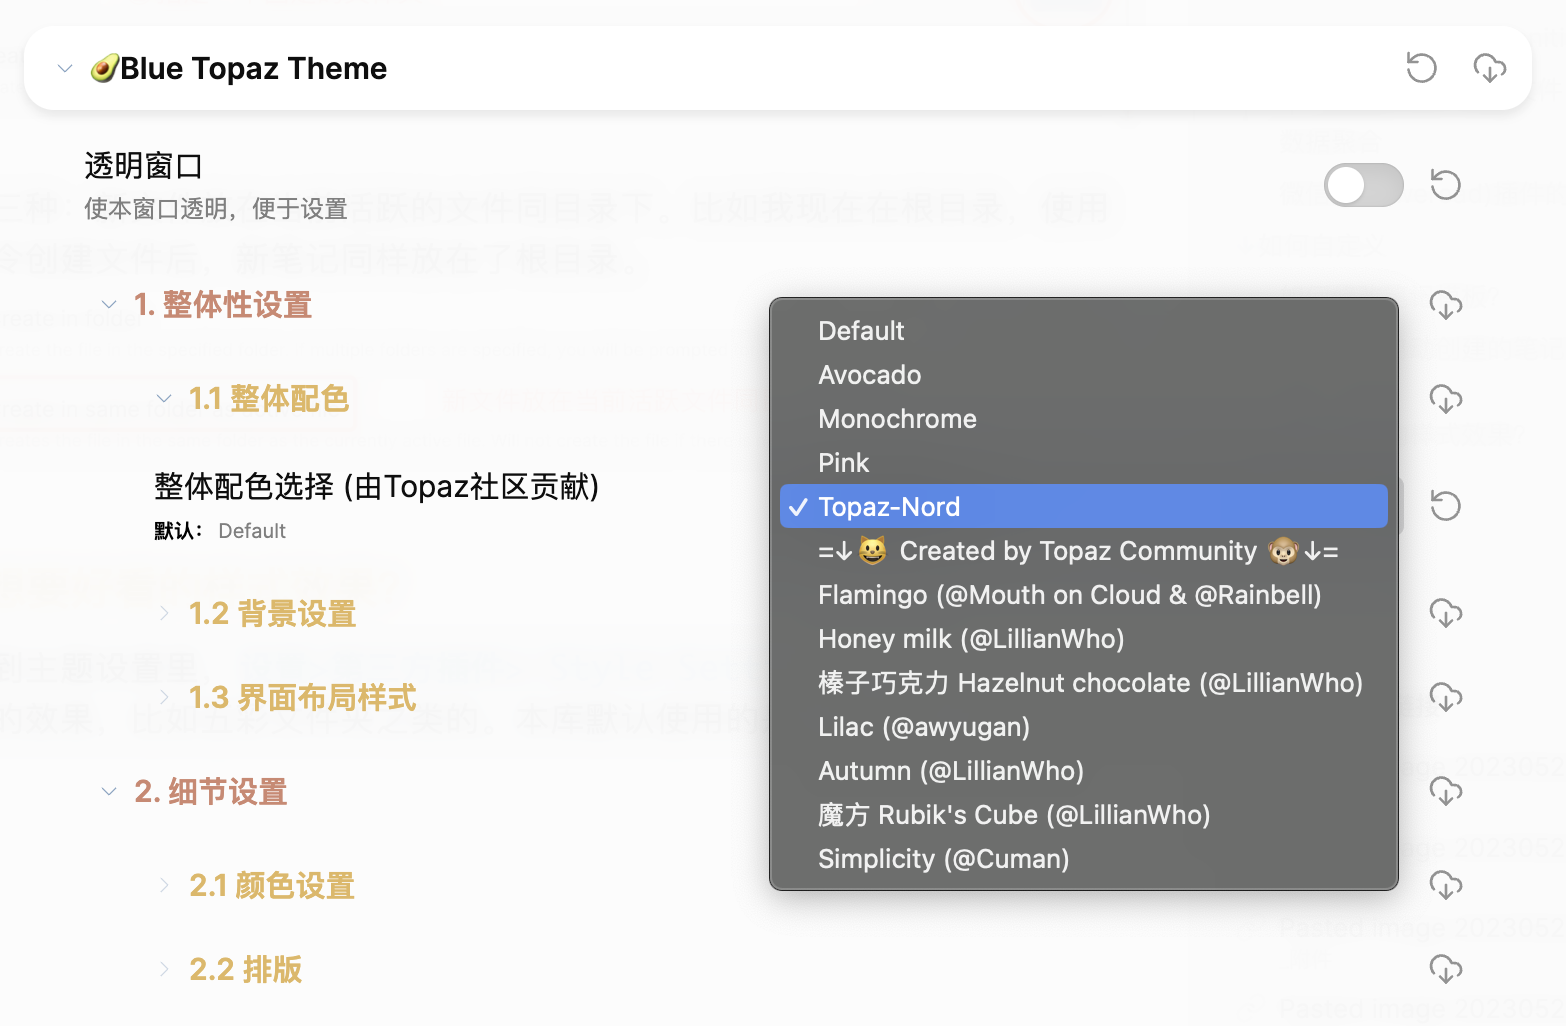 🥑Blue Topaz Theme
透明窗口
使本窗口透明，便于设置
1. 整体性设置
1.1 整体配色
整体配色选择 (由Topaz社区贡献)
默认： Default
1.2 背景设置
1.3 界面布局样式
2. 细节设置
2.1 颜色设置
2.2 排版
Default
Avocado
Monochrome
Pink
✓ Topaz-Nord
=↓😺 Created by Topaz Community 🐵↓=
Flamingo (@Mouth on Cloud & @Rainbell)
Honey milk (@LillianWho)
榛子巧克力 Hazelnut chocolate (@LillianWho)
Lilac (@awyugan)
Autumn (@LillianWho)
魔方 Rubik's Cube (@LillianWho)
Simplicity (@Cuman)